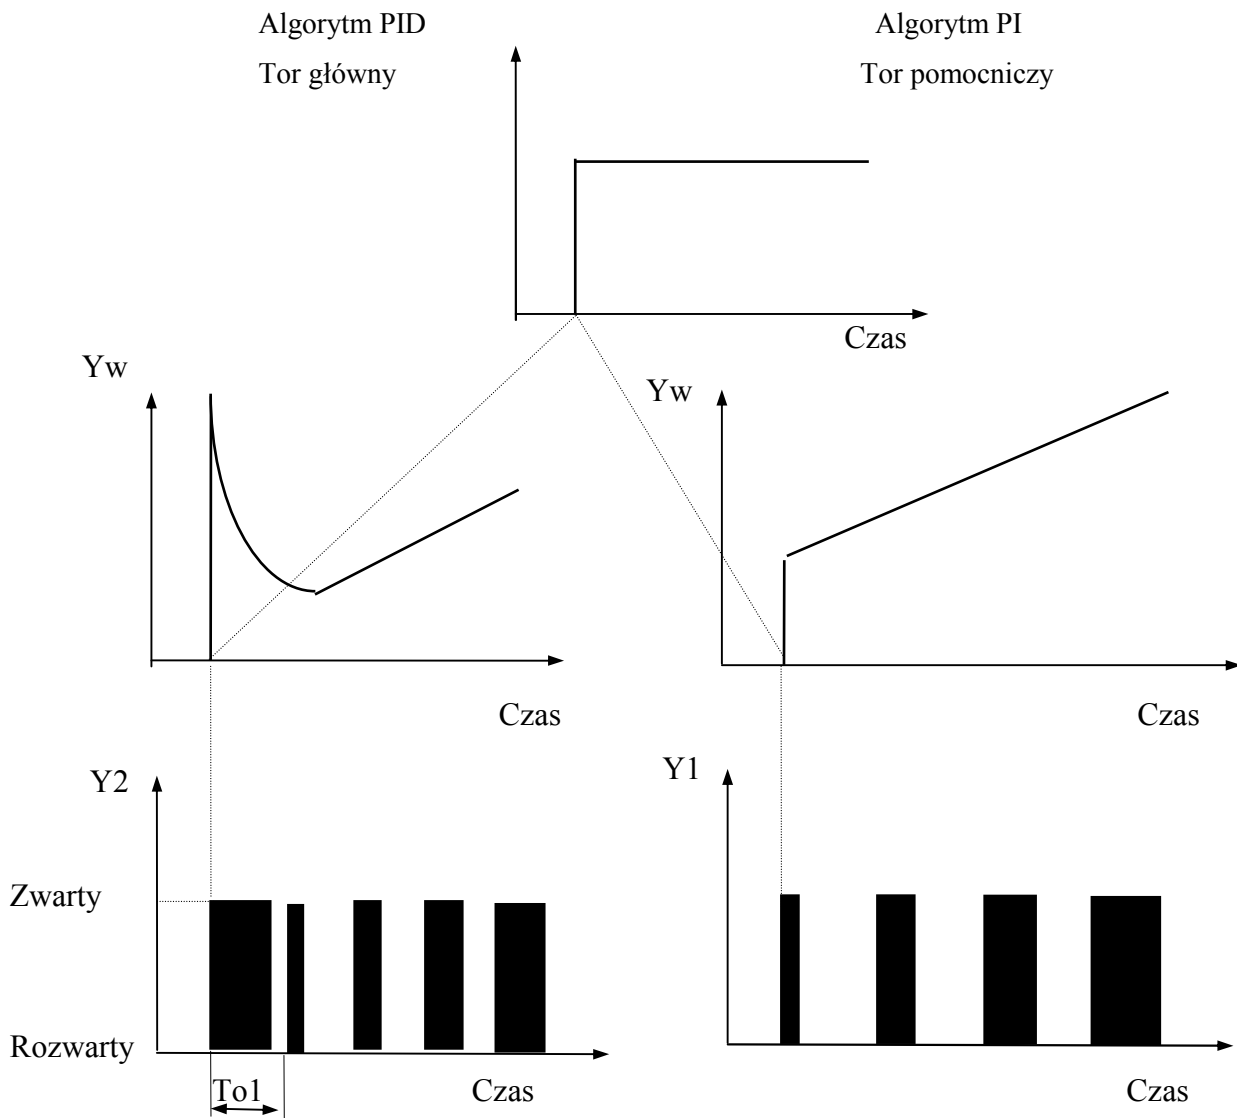 Algorytm PID
Algorytm PI
Tor główny
Tor pomocniczy
Czas
Yw
Yw
Czas
Czas
Y2
Y1
Zwarty
Rozwarty
To1
Czas
Czas